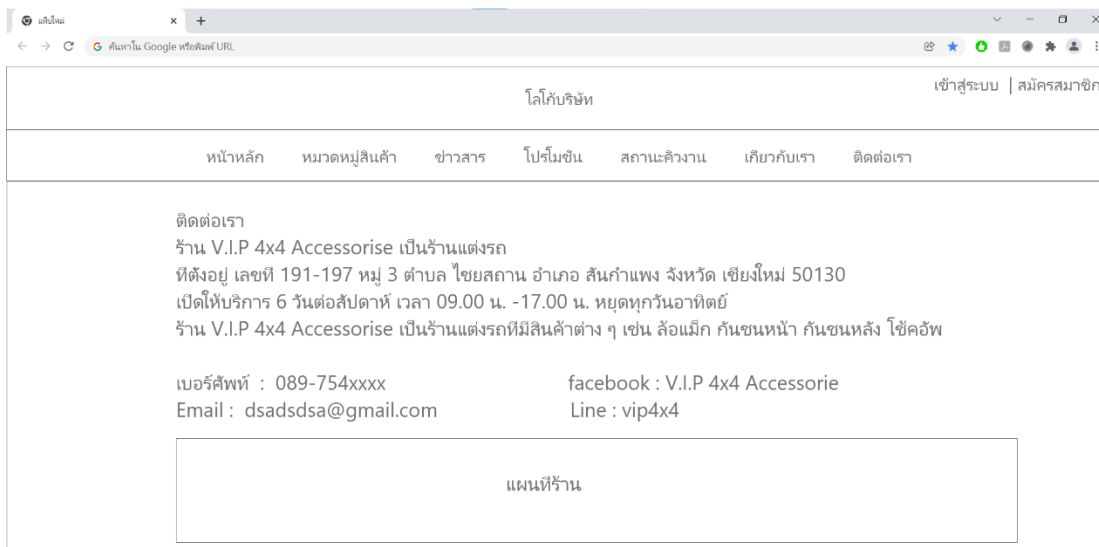 แท็บใหม่
ค้นหาใน Google หรือพิมพ์ URL
เข้าสู่ระบบ | สมัครสมาชิก
โลโก้บริษัท
หน้าหลัก หมวดหมู่สินค้า ข่าวสาร โปรโมชัน สถานะคิวงาน เกี่ยวกับเรา ติดต่อเรา
ติดต่อเรา
ร้าน V.I.P 4x4 Accessorise เป็นร้านแต่งรถ
ที่ตั้งอยู่ เลขที่ 191-197 หมู่ 3 ตำบล ไชยสถาน อำเภอ สันกำแพง จังหวัด เชียงใหม่ 50130
เปิดให้บริการ 6 วันต่อสัปดาห์ เวลา 09.00 น. -17.00 น. หยุดทุกวันอาทิตย์
ร้าน V.I.P 4x4 Accessorise เป็นร้านแต่งรถที่มีสินค้าต่าง ๆ เช่น ล้อแม็ก กันชนหน้า กันชนหลัง โช้คอัพ
เบอร์ศัพท์ : 089-754xxxx facebook : V.I.P 4x4 Accessorie
Email : dsadsdsa@gmail.com Line : vip4x4
แผนที่ร้าน